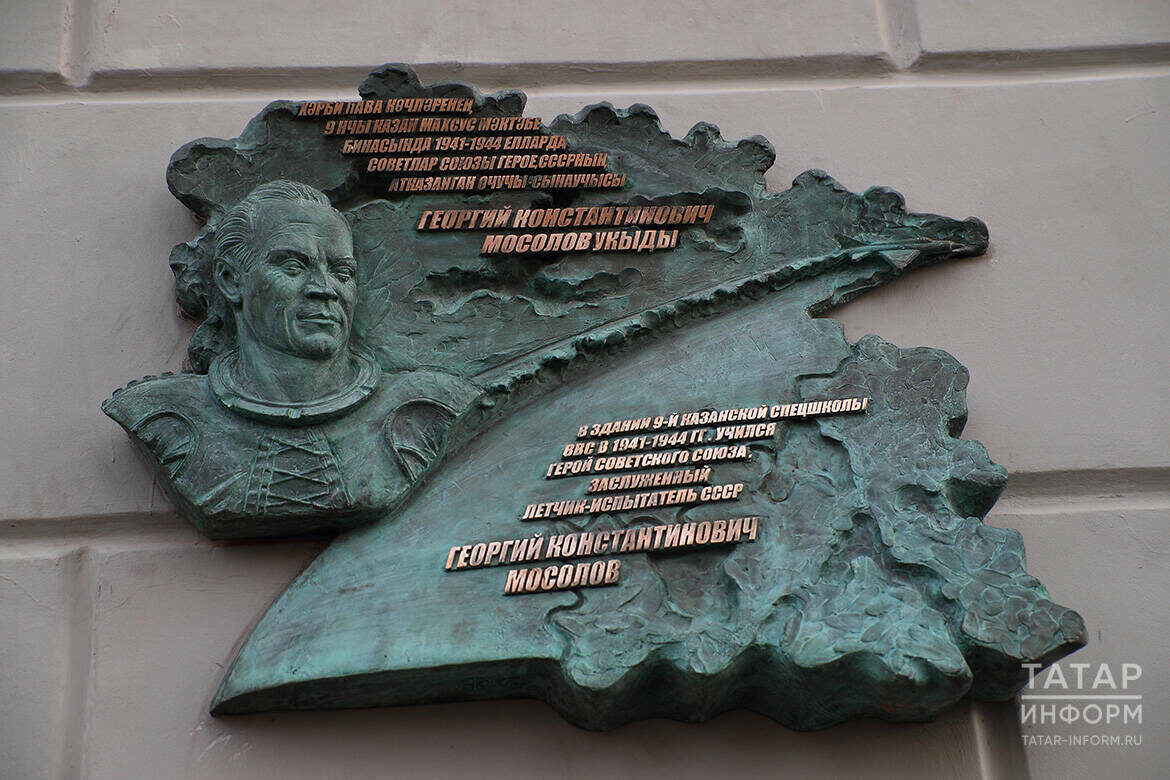 ХӘРБИ ҺАВА КӨЧЛӘРЕНЕҢ
9 НЧЫ КАЗАН МАХСУС МӘКТӘБЕ
БИНАСЫНДА 1941-1944 ЕЛЛАРДА
СОВЕТЛАР СОЮЗЫ ГЕРОЕ, СССРНЫҢ
АТКАЗАНГАН ОЧУЧЫ-СЫНАУЧЫСЫ
ГЕОРГИЙ КОНСТАНТИНОВИЧ
МОСОЛОВ УКЫДЫ
В ЗДАНИИ 9-Й КАЗАНСКОЙ СПЕЦШКОЛЫ
ВВС В 1941-1944 ГГ. УЧИЛСЯ
ГЕРОЙ СОВЕТСКОГО СОЮЗА,
ЗАСЛУЖЕННЫЙ
ЛЕТЧИК-ИСПЫТАТЕЛЬ СССР
ГЕОРГИЙ КОНСТАНТИНОВИЧ
МОСОЛОВ
ТАТАР
ИНФОРМ
TATAR-INFORM.RU